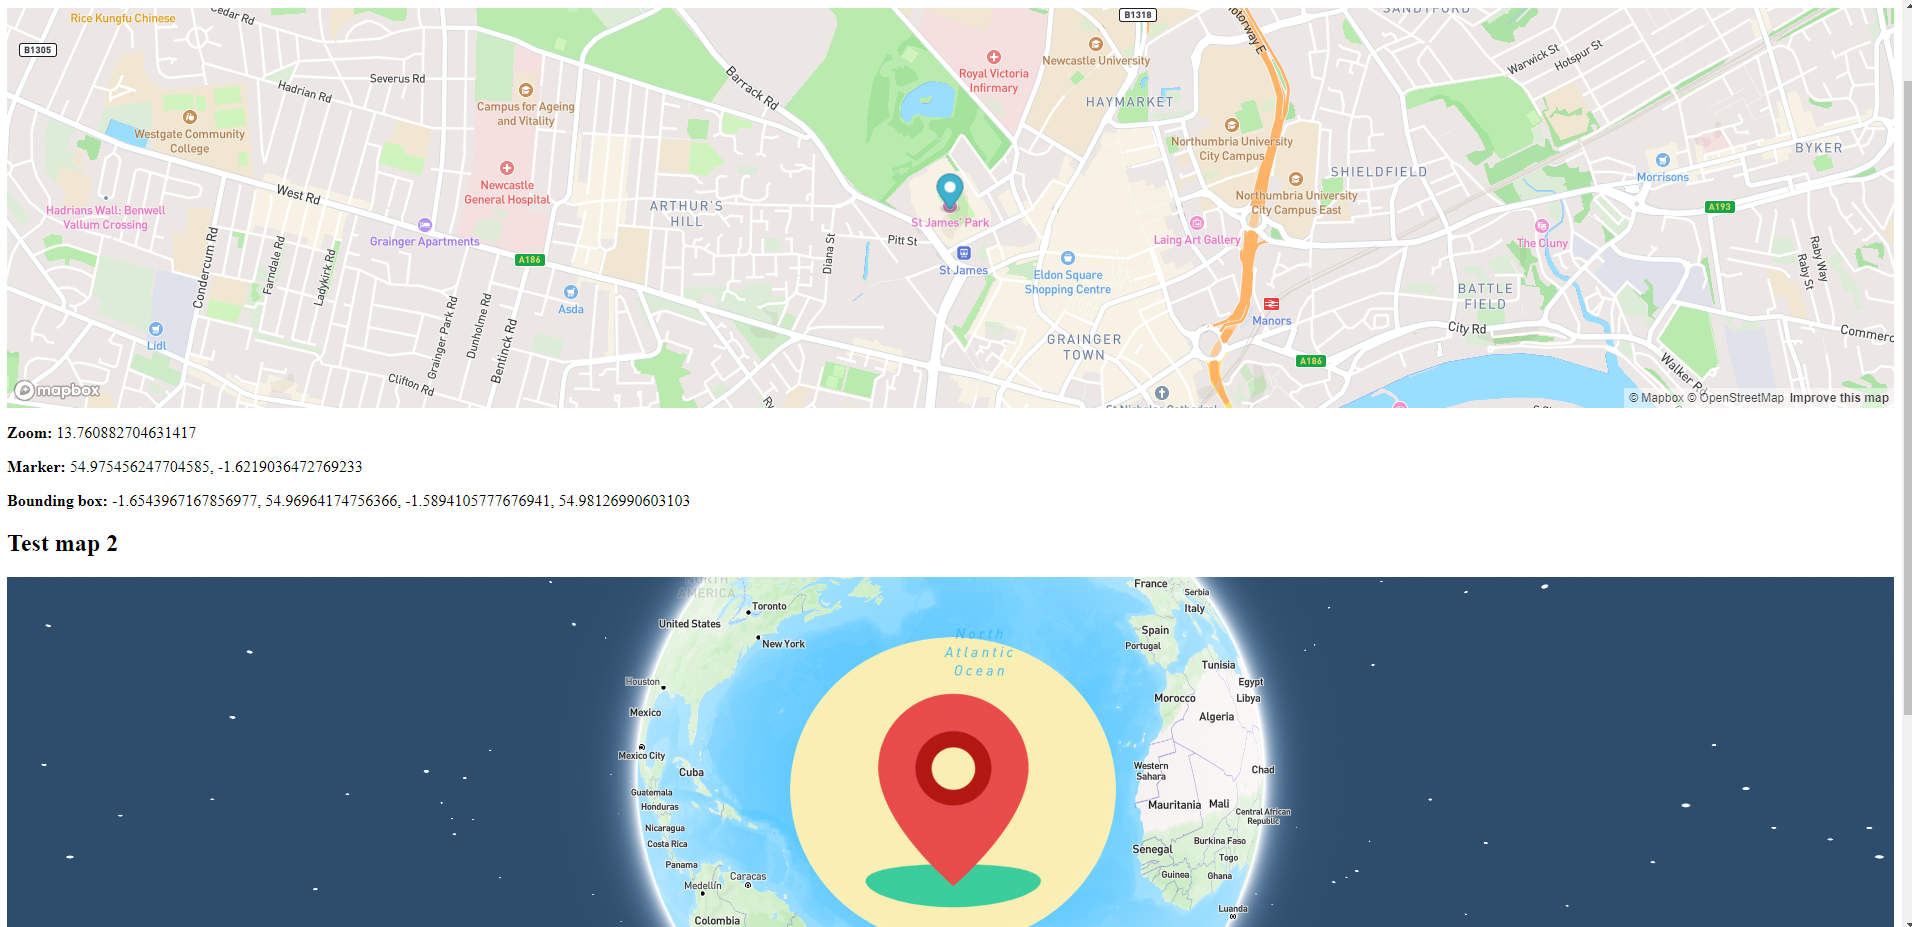 Rice Kungfu Chinese
Cedar Rd
B1318
Motorway E
SANDYFORD
B1305
Severus Rd
Hadrian Rd
Barrack Rd
Campus for Ageing
and Vitality
Royal Victoria
Infirmary
Newcastle University
Warwick St
Hotspur St
HAYMARKET
Westgate Community
College
Northumbria University
City Campus
BYKER
SHIELDFIELD
Morrisons
Newcastle
General Hospital
West Rd
ARTHUR'S
HILL
Northumbria University
City Campus East
A193
Hadrians Wall: Benwell
Vallum Crossing
St James' Park
Grainger Apartments
Pitt St
Laing Art Gallery
The Cluny
Condercum Rd
Farndale Rd
Ladykirk Rd
A186
Diana St
St James
Eldon Square
Shopping Centre
Raby Way
Raby St
Asda
BATTLE
FIELD
Manors
Lidl
Grainger Park Rd
Dunholme Rd
Bentinck Rd
GRAINGER
TOWN
City Rd
Commerc
A186
Walker Rd
Clifton Rd
mapbox
St Nicholas Cathedral
© Mapbox © OpenStreetMap Improve this map
Zoom: 13.760882704631417
Marker: 54.975456247704585, -1.6219036472769233
Bounding box: -1.6543967167856977, 54.96964174756366, -1.5894105777676941, 54.98126990603103
Test map 2
NORTH
AMERICA
France
Serbia
Toronto
Italy
United States
Spain
North
Atlantic
Ocean
New York
Portugal
Tunisia
Houston
Egypt
Morocco
Libya
Mexico
Algeria
Mexico City
Cuba
Western
Sahara
Chad
Guatemala
Honduras
Mauritania
Mali
Central African
Republic
Nicaragua
Costa Rica
Burkina Faso
Senegal
Togo
Panama
Caracas
Guinea
Ghana
Medellín
Luanda
Colombia